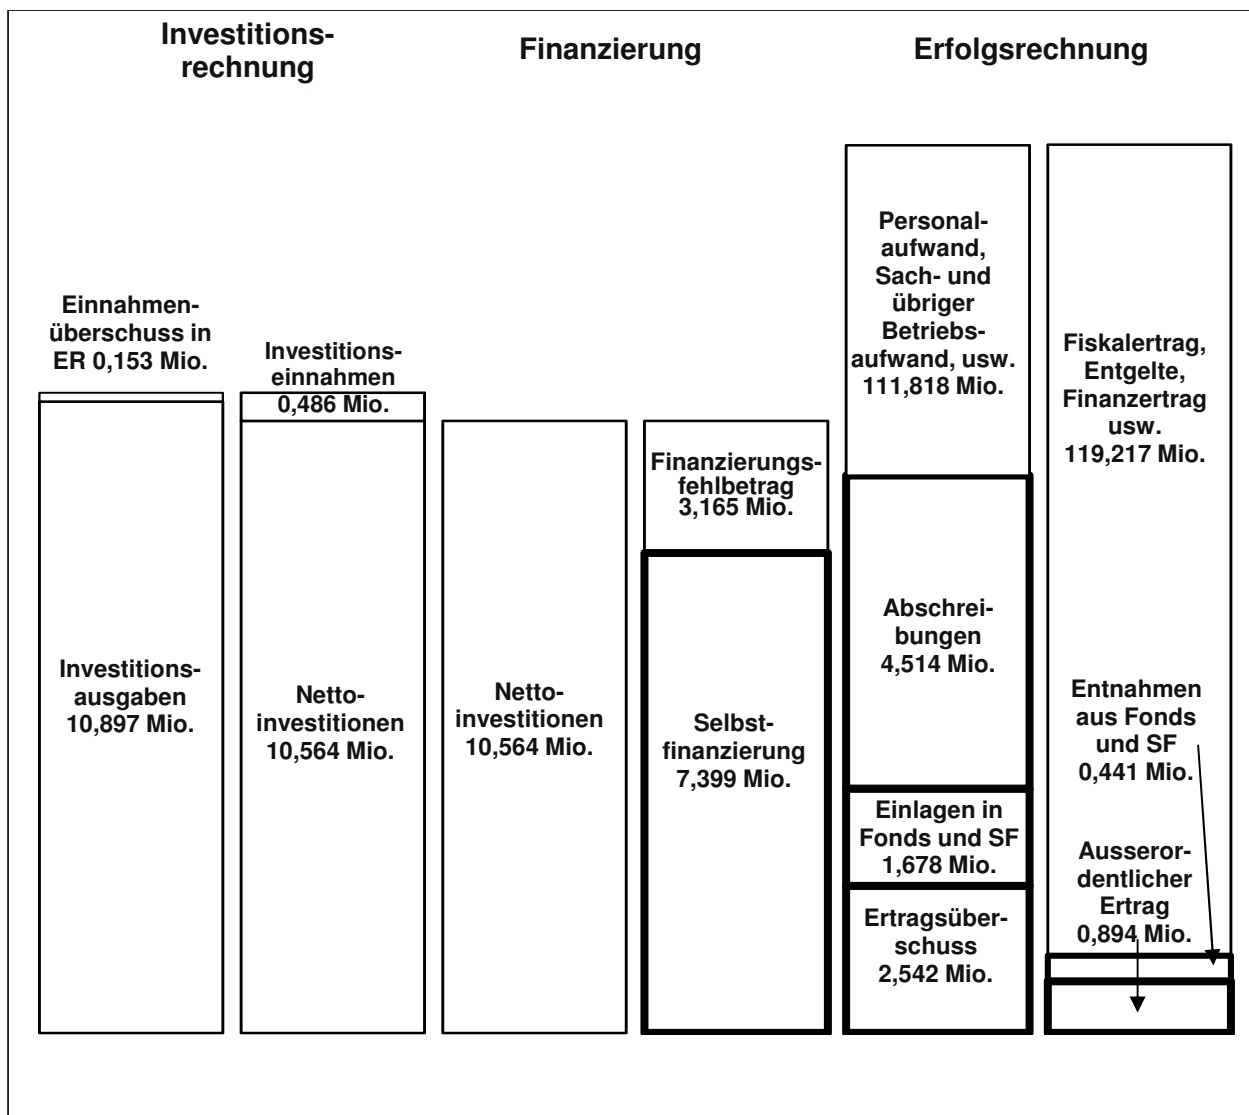 Investitions-
rechnung
Finanzierung
Erfolgsrechnung
Einnahmen-
überschuss in
ER 0,153 Mio.
Investitions-
ausgaben
10,897 Mio.
Investitions-
einnahmen
0,486 Mio.
Netto-
investitionen
10,564 Mio.
Netto-
investitionen
10,564 Mio.
Finanzierungs-
fehlbetrag
3,165 Mio.
Selbst-
finanzierung
7,399 Mio.
Personal-
aufwand,
Sach- und
übriger
Betriebs-
aufwand, usw.
111,818 Mio.
Abschrei-
bungen
4,514 Mio.
Einlagen in
Fonds und SF
1,678 Mio.
Ertragsüber-
schuss
2,542 Mio.
Fiskalertrag,
Entgelte,
Finanzertrag
usw.
119,217 Mio.
Entnahmen
aus Fonds
und SF
0,441 Mio.
Ausseror-
dentlicher
Ertrag
0,894 Mio.